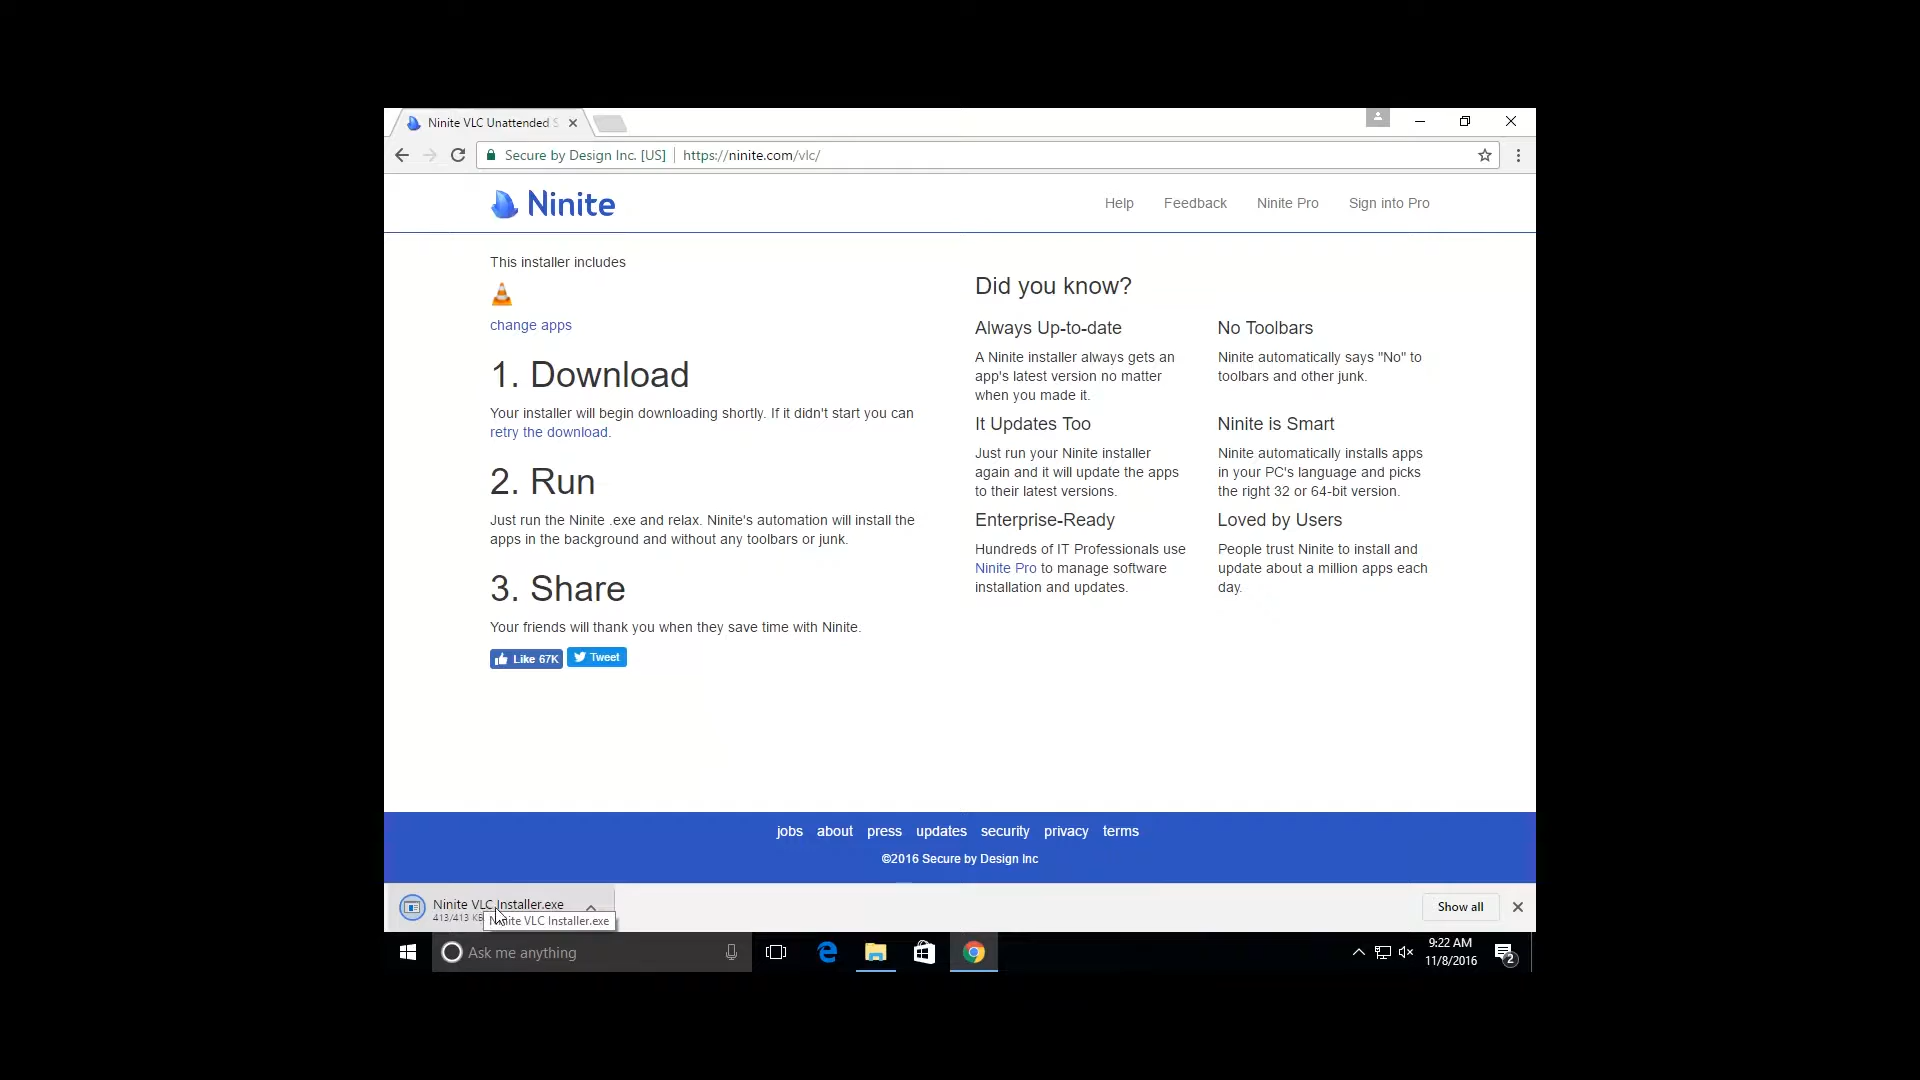 Ninite VLC Unattended S
Secure by Design Inc. [US] https://ninite.com/vlc/
Ninite
Help Feedback Ninite Pro Sign into Pro
This installer includes
change apps
1. Download
Your installer will begin downloading shortly. If it didn't start you can
retry the download.
2. Run
Just run the Ninite .exe and relax. Ninite's automation will install the
apps in the background and without any toolbars or junk.
3. Share
Your friends will thank you when they save time with Ninite.
Like 67K Tweet
Did you know?
Always Up-to-date
A Ninite installer always gets an
app's latest version no matter
when you made it.
No Toolbars
Ninite automatically says "No" to
toolbars and other junk.
It Updates Too
Just run your Ninite installer
again and it will update the apps
to their latest versions.
Ninite is Smart
Ninite automatically installs apps
in your PC's language and picks
the right 32 or 64-bit version.
Enterprise-Ready
Hundreds of IT Professionals use
Ninite Pro to manage software
installation and updates.
Loved by Users
People trust Ninite to install and
update about a million apps each
day.
jobs about press updates security privacy terms
©2016 Secure by Design Inc
Ninite VLC Installer.exe
413/413 KB
Ninite VLC Installer.exe
Show all
Ask me anything
9:22 AM
11/8/2016
2